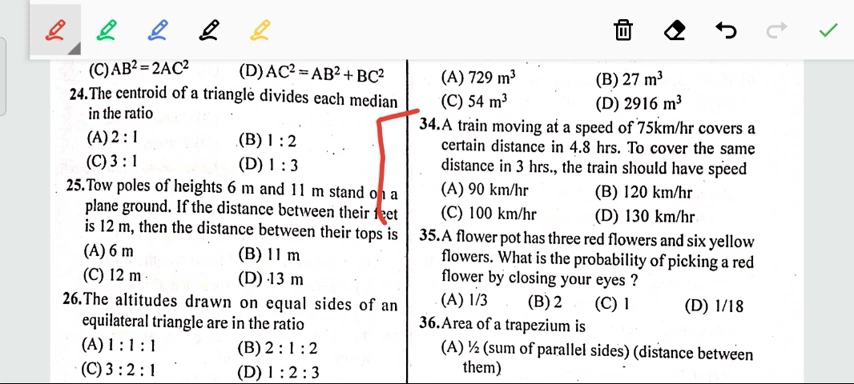 (C) AB² = 2AC² (D) AC² = AB² + BC²
24. The centroid of a triangle divides each median
in the ratio
(A) 2 : 1 (B) 1 : 2
(C) 3 : 1 (D) 1 : 3
25. Tow poles of heights 6 m and 11 m stand on a
plane ground. If the distance between their feet
is 12 m, then the distance between their tops is
(A) 6 m (B) 11 m
(C) 12 m (D) 13 m
26. The altitudes drawn on equal sides of an
equilateral triangle are in the ratio
(A) 1 : 1 : 1 (B) 2 : 1 : 2
(C) 3 : 2 : 1 (D) 1 : 2 : 3
(A) 729 m³ (B) 27 m³
(C) 54 m³ (D) 2916 m³
34. A train moving at a speed of 75km/hr covers a
certain distance in 4.8 hrs. To cover the same
distance in 3 hrs., the train should have speed
(A) 90 km/hr (B) 120 km/hr
(C) 100 km/hr (D) 130 km/hr
35. A flower pot has three red flowers and six yellow
flowers. What is the probability of picking a red
flower by closing your eyes ?
(A) 1/3 (B) 2 (C) 1 (D) 1/18
36. Area of a trapezium is
(A) ½ (sum of parallel sides) (distance between
them)